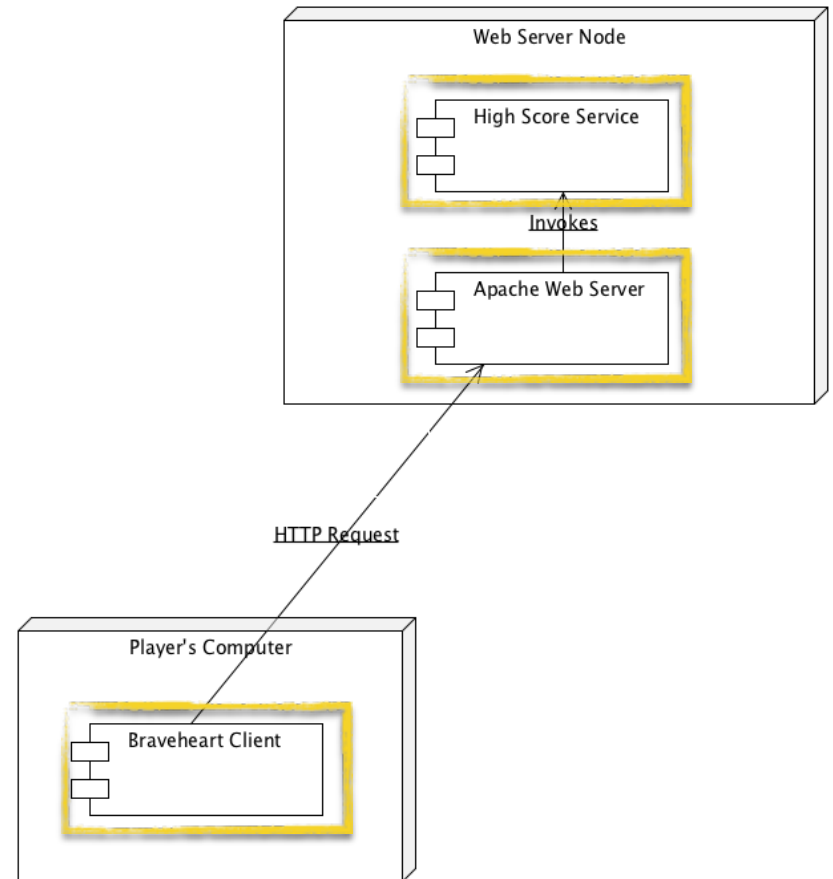 Web Server Node
High Score Service
Invokes
Apache Web Server
HTTP Request
Player's Computer
Braveheart Client